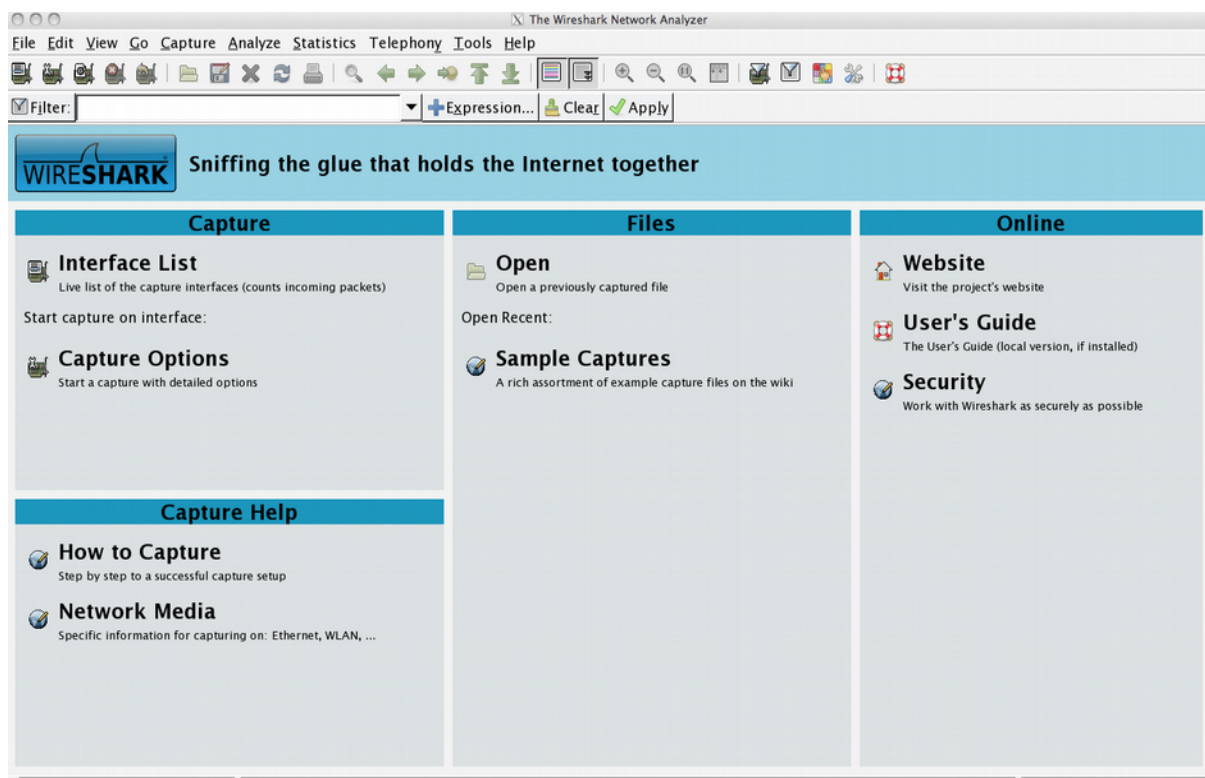 The Wireshark Network Analyzer
File Edit View Go Capture Analyze Statistics Telephony Tools Help
Filter: Expression... Clear Apply
WIRESHARK Sniffing the glue that holds the Internet together
Capture
Interface List
Live list of the capture interfaces (counts incoming packets)
Start capture on interface:
Capture Options
Start a capture with detailed options
Capture Help
How to Capture
Step by step to a successful capture setup
Network Media
Specific information for capturing on: Ethernet, WLAN, ...
Files
Open
Open a previously captured file
Open Recent:
Sample Captures
A rich assortment of example capture files on the wiki
Online
Website
Visit the project's website
User's Guide
The User's Guide (local version, if installed)
Security
Work with Wireshark as securely as possible